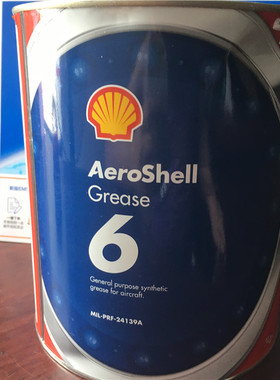 AeroShell
Grease
6
General purpose synthetic
grease for aircraft.
MIL-PRF-24139A